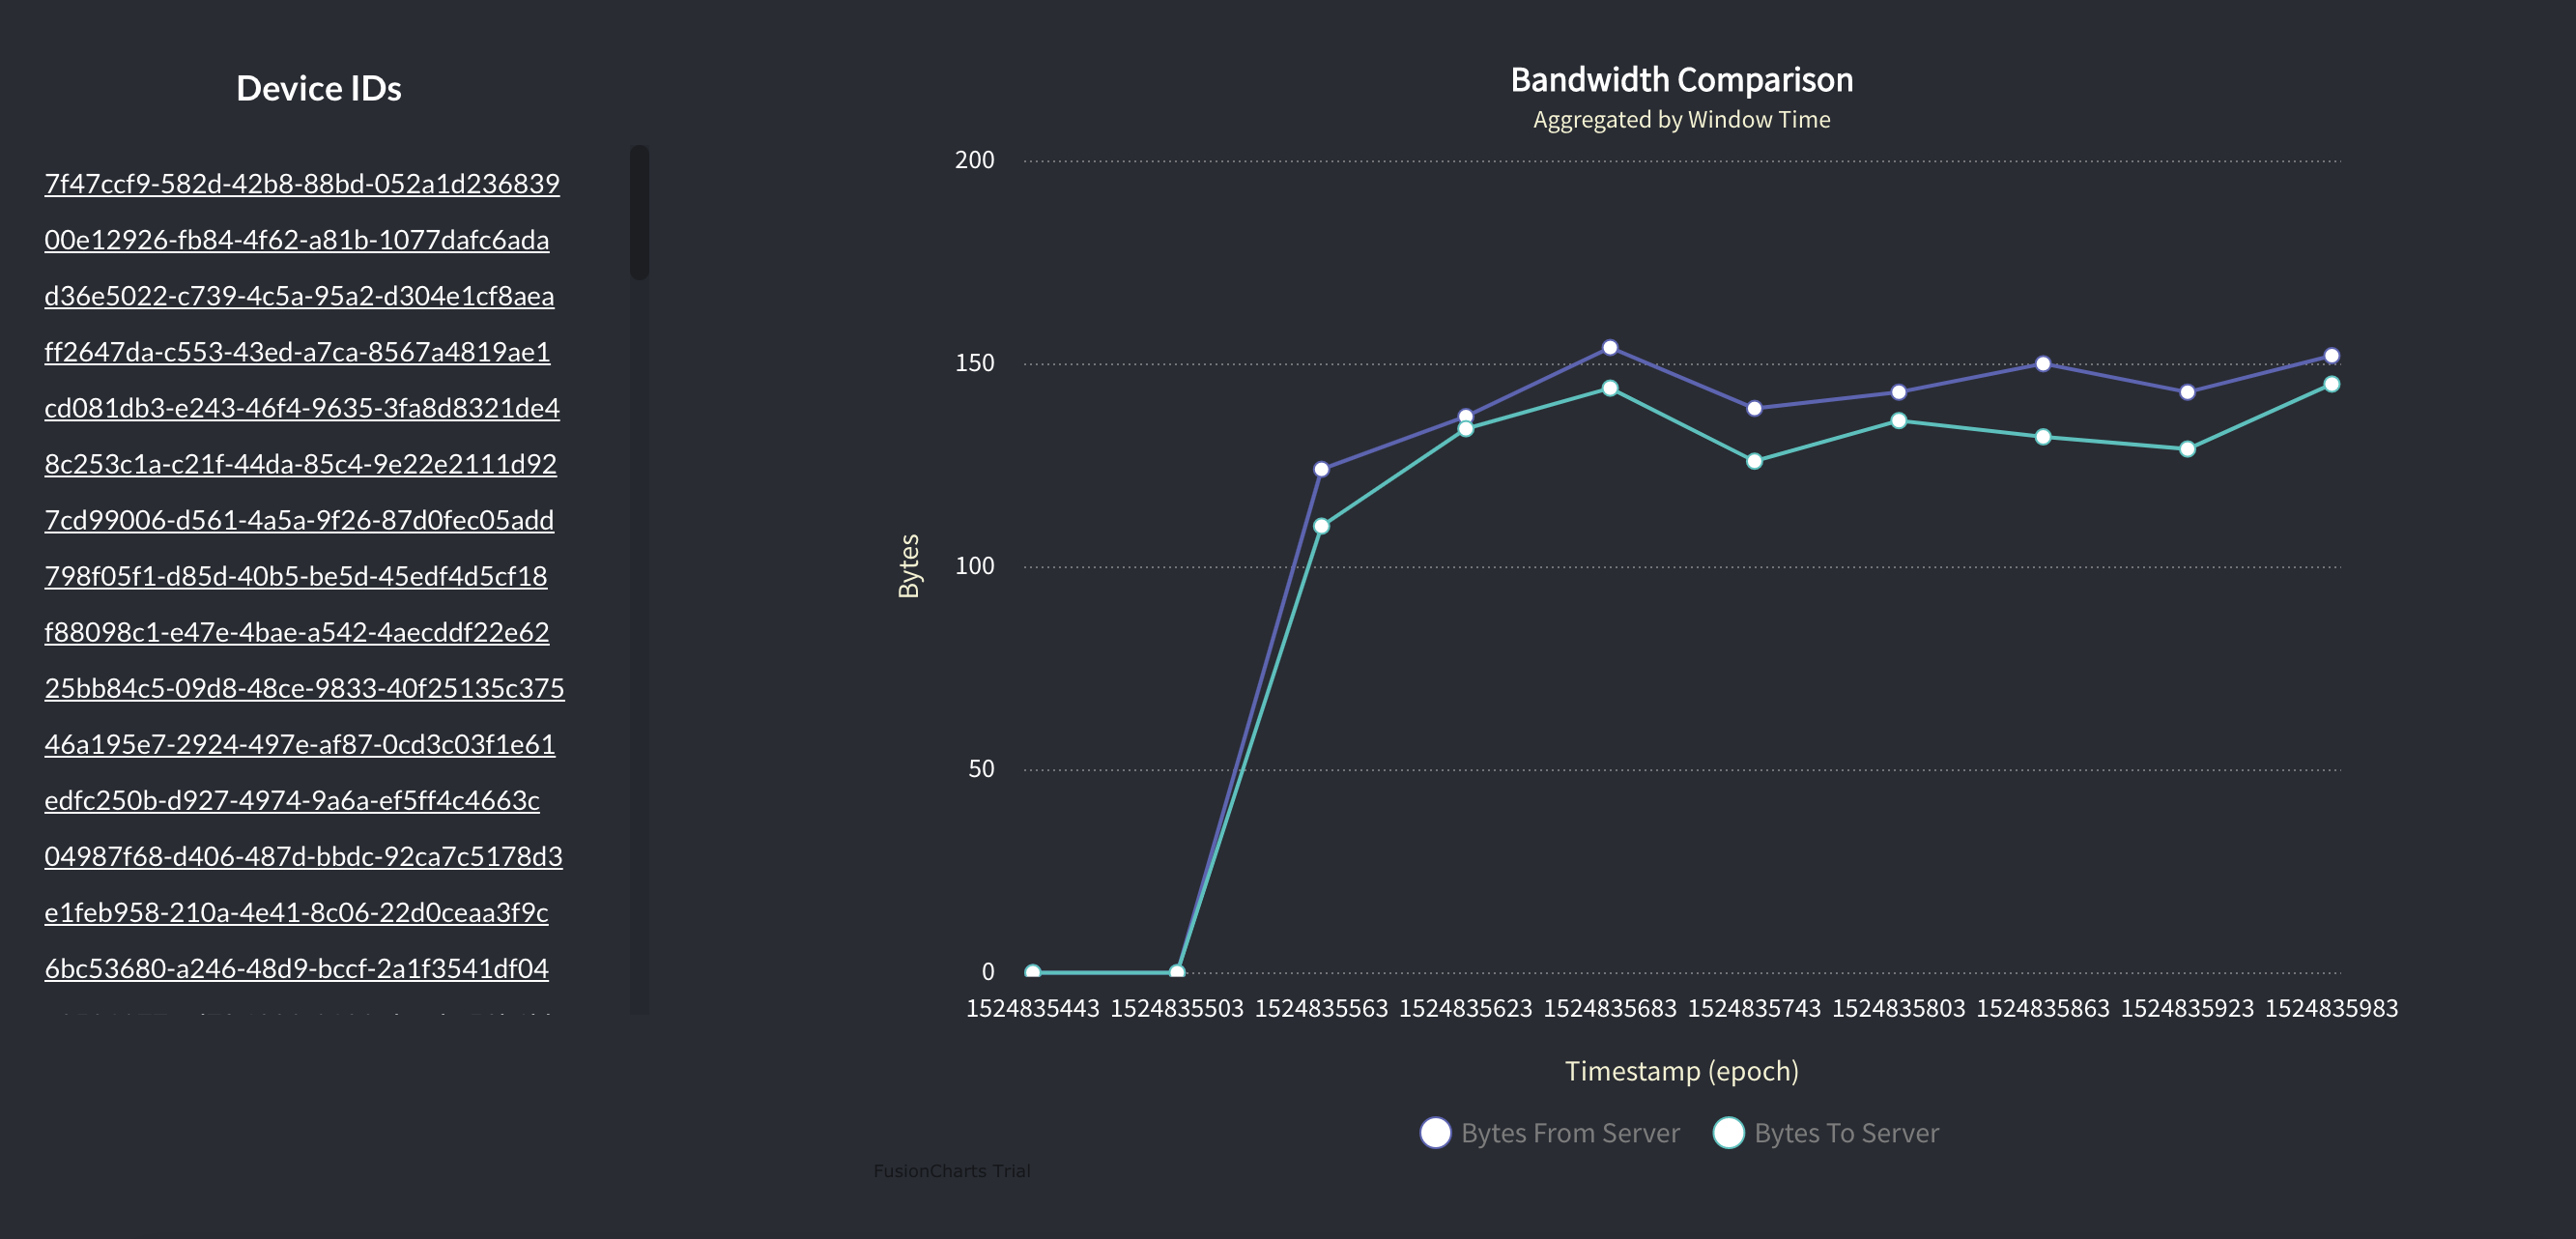 Device IDs
7f47ccf9-582d-42b8-88bd-052a1d236839
00e12926-fb84-4f62-a81b-1077dafc6ada
d36e5022-c739-4c5a-95a2-d304e1cf8aea
ff2647da-c553-43ed-a7ca-8567a4819ae1
cd081db3-e243-46f4-9635-3fa8d8321de4
8c253c1a-c21f-44da-85c4-9e22e2111d92
7cd99006-d561-4a5a-9f26-87d0fec05add
798f05f1-d85d-40b5-be5d-45edf4d5cf18
f88098c1-e47e-4bae-a542-4aecddf22e62
25bb84c5-09d8-48ce-9833-40f25135c375
46a195e7-2924-497e-af87-0cd3c03f1e61
edfc250b-d927-4974-9a6a-ef5ff4c4663c
04987f68-d406-487d-bbdc-92ca7c5178d3
e1feb958-210a-4e41-8c06-22d0ceaa3f9c
6bc53680-a246-48d9-bccf-2a1f3541df04
Bandwidth Comparison
Aggregated by Window Time
200
150
100
50
0
Bytes
1524835443 1524835503 1524835563 1524835623 1524835683 1524835743 1524835803 1524835863 1524835923 1524835983
Timestamp (epoch)
Bytes From Server Bytes To Server
FusionCharts Trial